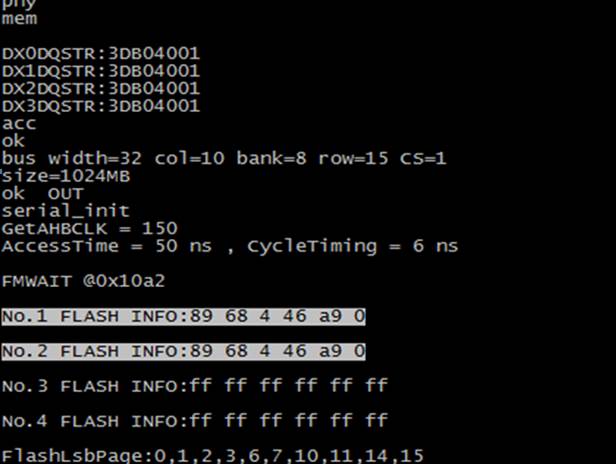 phy
mem
DX0DQSTR:3DB04001
DX1DQSTR:3DB04001
DX2DQSTR:3DB04001
DX3DQSTR:3DB04001
acc
ok
bus width=32 col=10 bank=8 row=15 CS=1
size=1024MB
ok  OUT
serial_init
GetAHBCLK = 150
AccessTime = 50 ns , CycleTiming = 6 ns
FMWAIT @0x10a2
No.1 FLASH INFO:89 68 4 46 a9 0
No.2 FLASH INFO:89 68 4 46 a9 0
No.3 FLASH INFO:ff ff ff ff ff ff
No.4 FLASH INFO:ff ff ff ff ff ff
FlashLsbPage:0,1,2,3,6,7,10,11,14,15